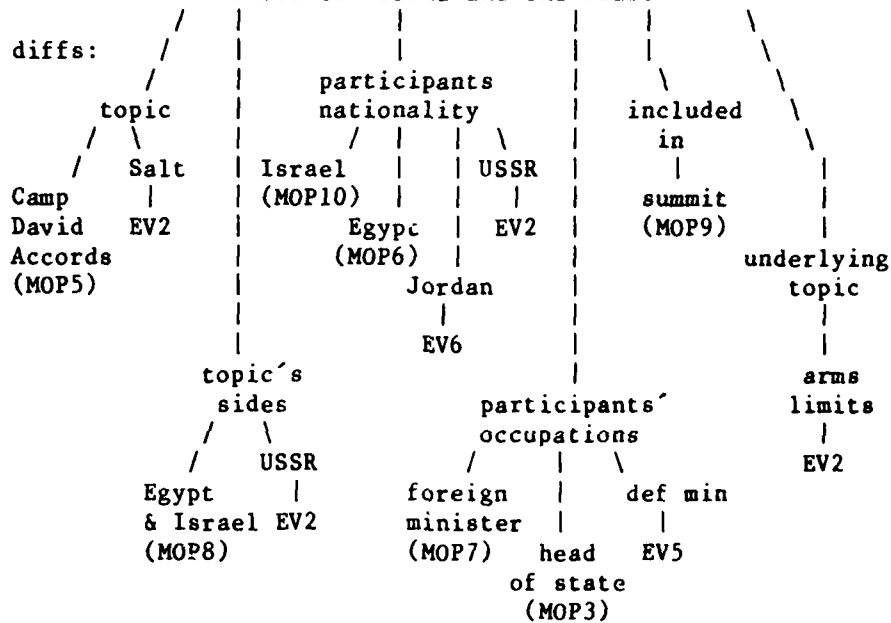 diffs:
participants
topic nationality included
in
Salt Israel USSR
Camp (MOP10) summit
David EV2 Egypt EV2 (MOP9)
Accords (MOP6) underlying
(MOP5) Jordan topic
EV6
topic´s arms
sides participants´ limits
occupations
USSR EV2
Egypt foreign def min
& Israel EV2 minister
(MOP8) (MOP7) head EV5
of state
(MOP3)